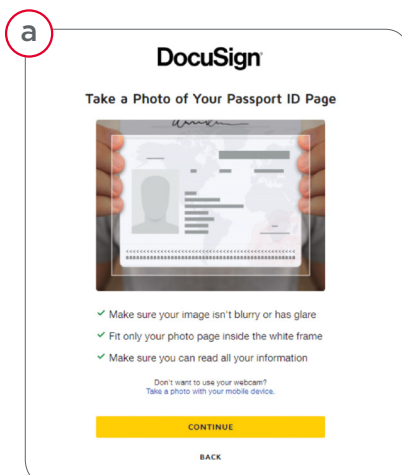 a
DocuSign
Take a Photo of Your Passport ID Page
Make sure your image isn't blurry or has glare
Fit only your photo page inside the white frame
Make sure you can read all your information
Don't want to use your webcam?
Take a photo with your mobile device.
CONTINUE
BACK